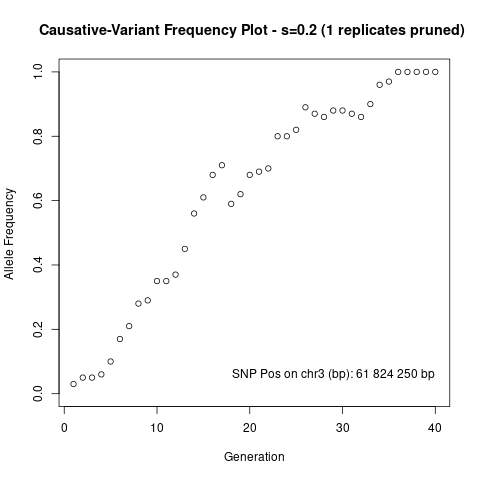 Causative-Variant Frequency Plot - s=0.2 (1 replicates pruned)
Allele Frequency
1.0
0.8
0.6
0.4
0.2
0.0
SNP Pos on chr3 (bp): 61 824 250 bp
0 10 20 30 40
Generation